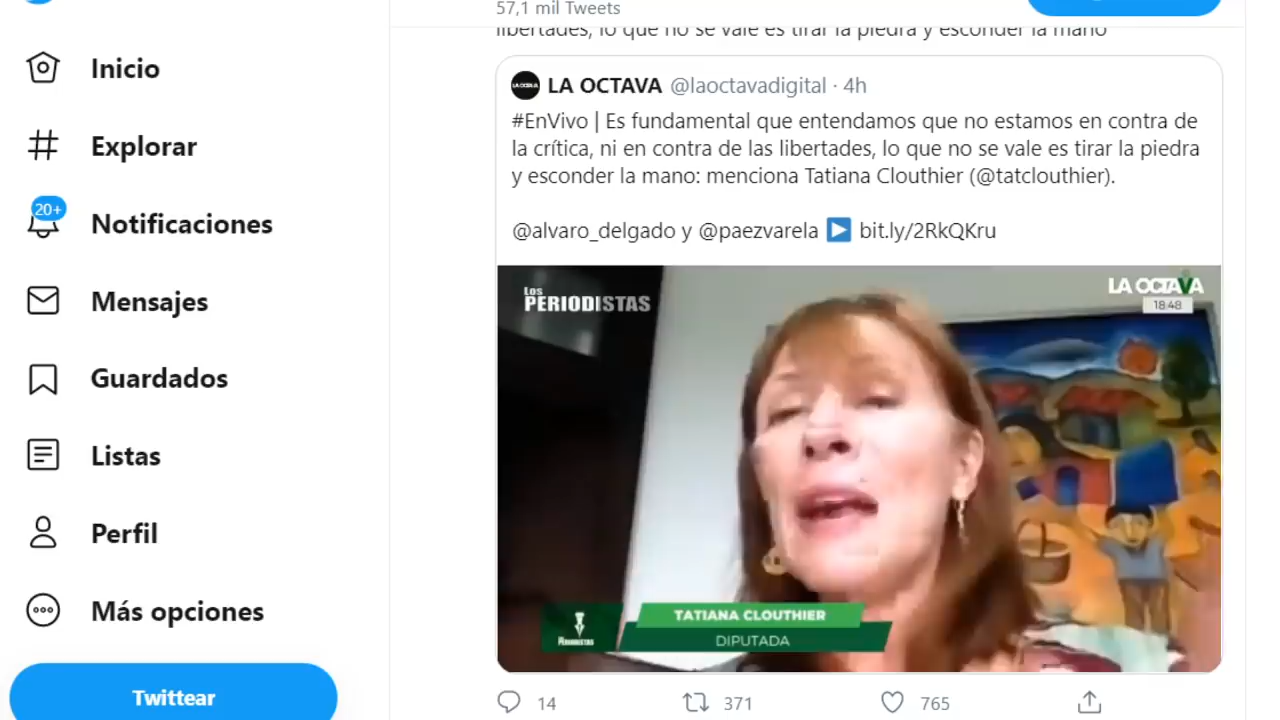 57,1 mil Tweets
libertades, lo que no se vale es tirar la piedra y esconder la mano
Inicio
Explorar
20+
Notificaciones
Mensajes
Guardados
Listas
Perfil
Más opciones
Twittear
LA OCTAVA @laoctavadigital · 4h
#EnVivo | Es fundamental que entendamos que no estamos en contra de
la crítica, ni en contra de las libertades, lo que no se vale es tirar la piedra
y esconder la mano: menciona Tatiana Clouthier (@tatclouthier).
@alvaro_delgado y @paezvarela ▶ bit.ly/2RkQKru
Los
PERIODISTAS
LA OCTAVA
18:48
TATIANA CLOUTHIER
DIPUTADA
PERIODISTAS
14
371
765